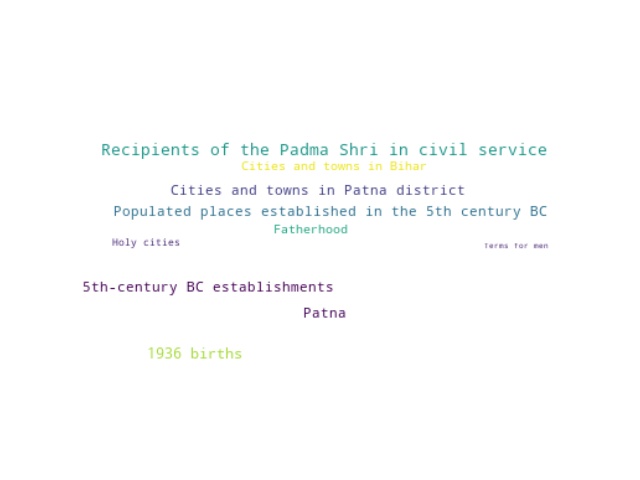 Recipients of the Padma Shri in civil service
Cities and towns in Bihar
Cities and towns in Patna district
Populated places established in the 5th century BC
Fatherhood
Holy cities
Terms for men
5th-century BC establishments
Patna
1936 births